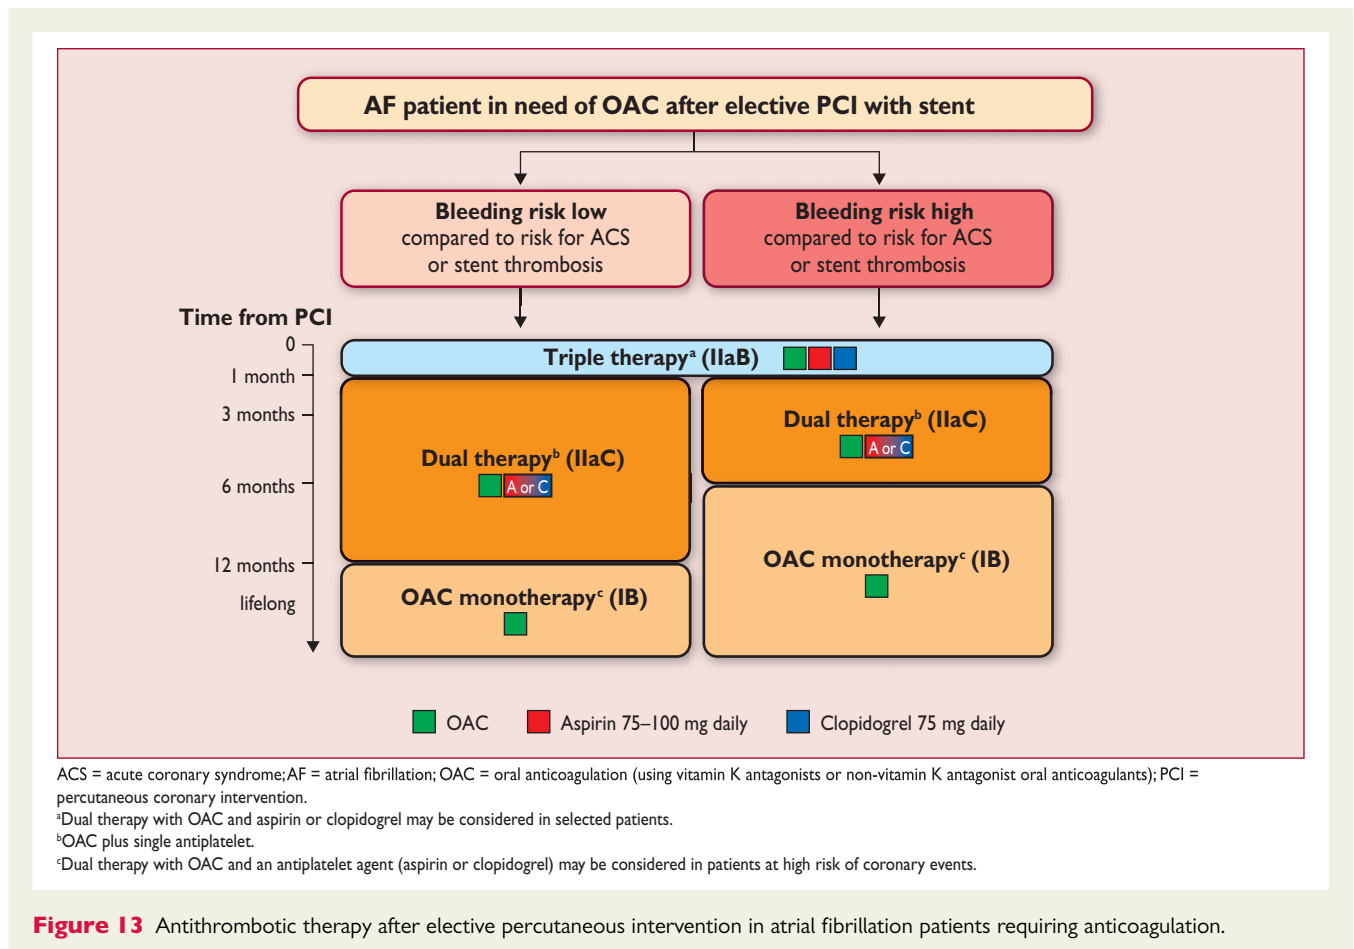 AF patient in need of OAC after elective PCI with stent
Bleeding risk low
compared to risk for ACS
or stent thrombosis
Bleeding risk high
compared to risk for ACS
or stent thrombosis
Time from PCI
0
1 month
3 months
6 months
12 months
lifelong
Triple therapyᵃ (IIaB)
Dual therapyᵇ (IIaC)
A or C
Dual therapyᵇ (IIaC)
A or C
OAC monotherapyᶜ (IB)
OAC monotherapyᶜ (IB)
OAC
Aspirin 75–100 mg daily
Clopidogrel 75 mg daily
ACS = acute coronary syndrome; AF = atrial fibrillation; OAC = oral anticoagulation (using vitamin K antagonists or non-vitamin K antagonist oral anticoagulants); PCI =
percutaneous coronary intervention.
ᵃDual therapy with OAC and aspirin or clopidogrel may be considered in selected patients.
ᵇOAC plus single antiplatelet.
ᶜDual therapy with OAC and an antiplatelet agent (aspirin or clopidogrel) may be considered in patients at high risk of coronary events.
Figure 13 Antithrombotic therapy after elective percutaneous intervention in atrial fibrillation patients requiring anticoagulation.